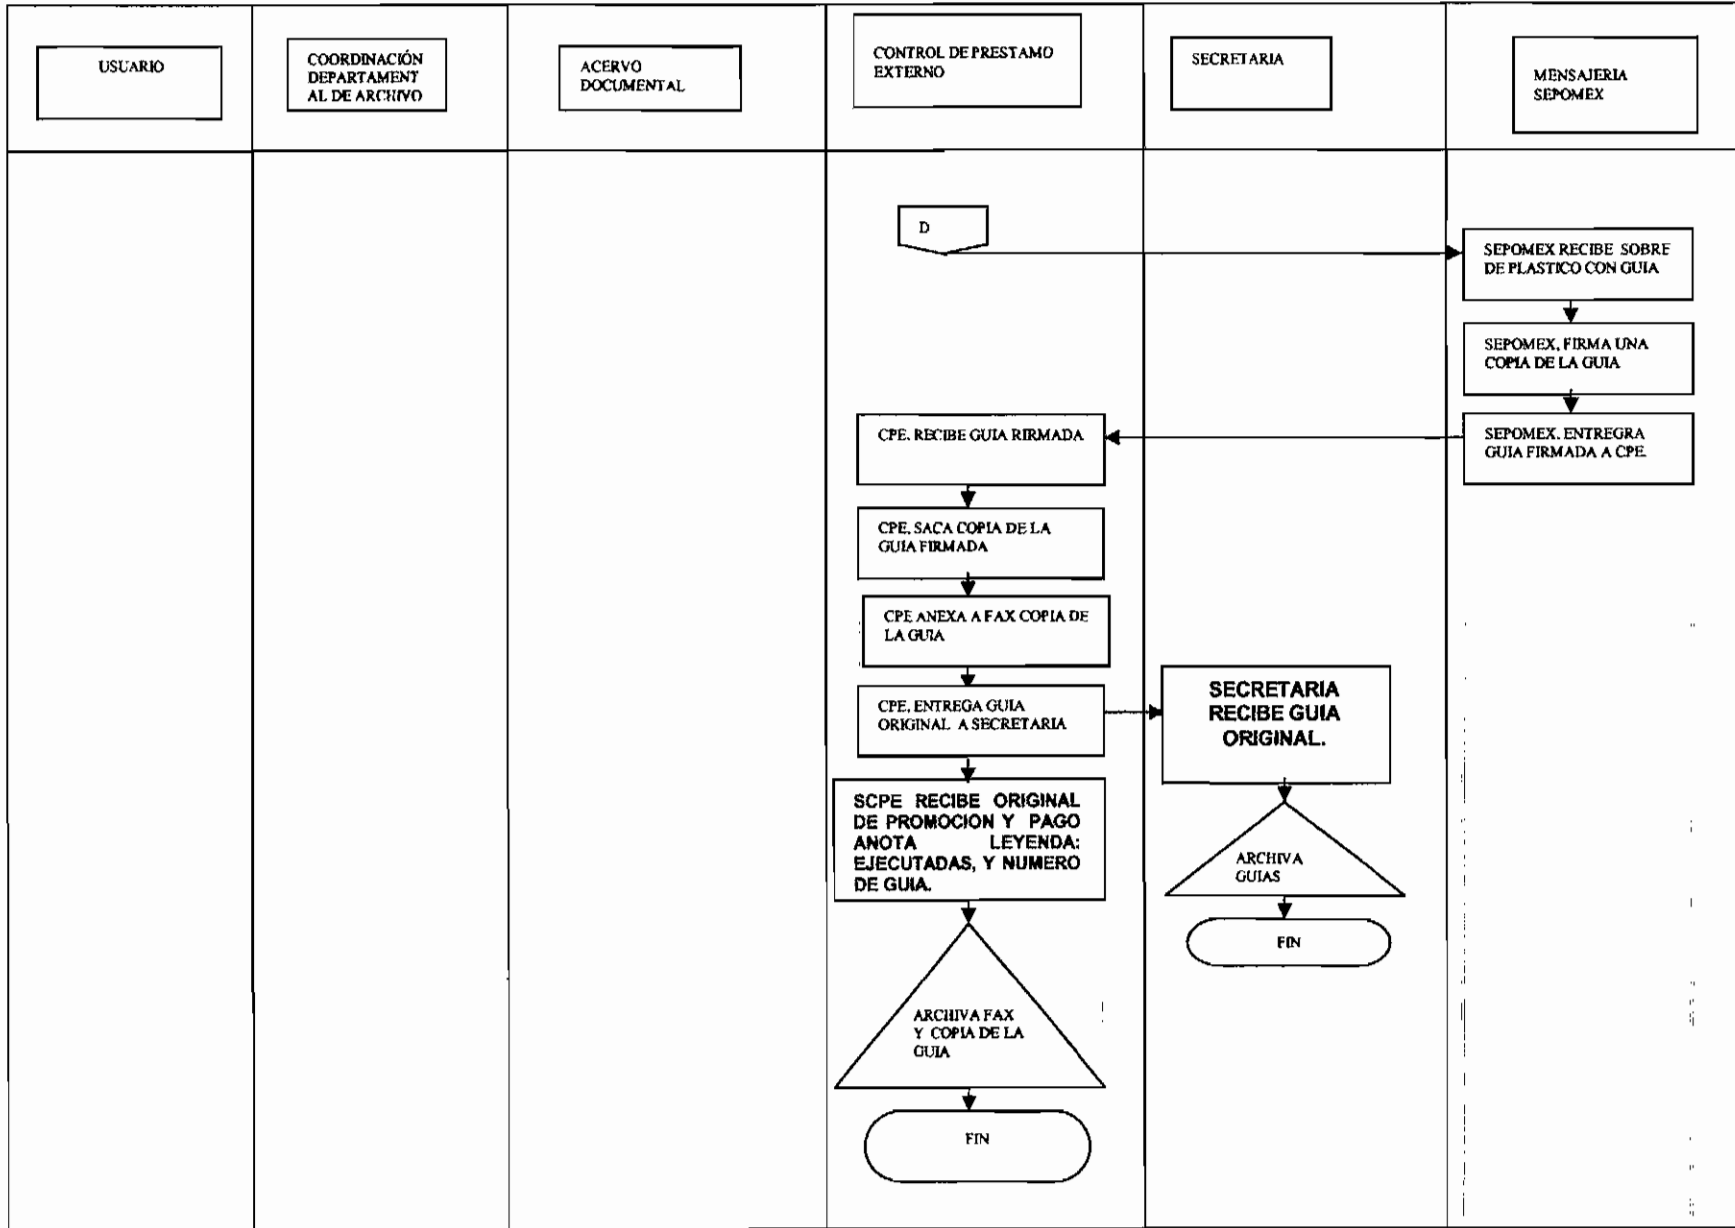 USUARIO
COORDINACIÓN
DEPARTAMENT
AL DE ARCHIVO
ACERVO
DOCUMENTAL
CONTROL DE PRESTAMO
EXTERNO
SECRETARIA
MENSAJERIA
SEPOMEX
D
SEPOMEX RECIBE SOBRE
DE PLASTICO CON GUIA
SEPOMEX, FIRMA UNA
COPIA DE LA GUIA
SEPOMEX. ENTREGRA
GUIA FIRMADA A CPE.
CPE. RECIBE GUIA RIRMADA
CPE, SACA COPIA DE LA
GUIA FIRMADA
CPE ANEXA A FAX COPIA DE
LA GUIA
CPE, ENTREGA GUIA
ORIGINAL A SECRETARIA
SECRETARIA
RECIBE GUIA
ORIGINAL.
SCPE RECIBE ORIGINAL
DE PROMOCION Y PAGO
ANOTA LEYENDA:
EJECUTADAS, Y NUMERO
DE GUIA.
ARCHIVA
GUIAS
FIN
ARCHIVA FAX
Y COPIA DE LA
GUIA
FIN